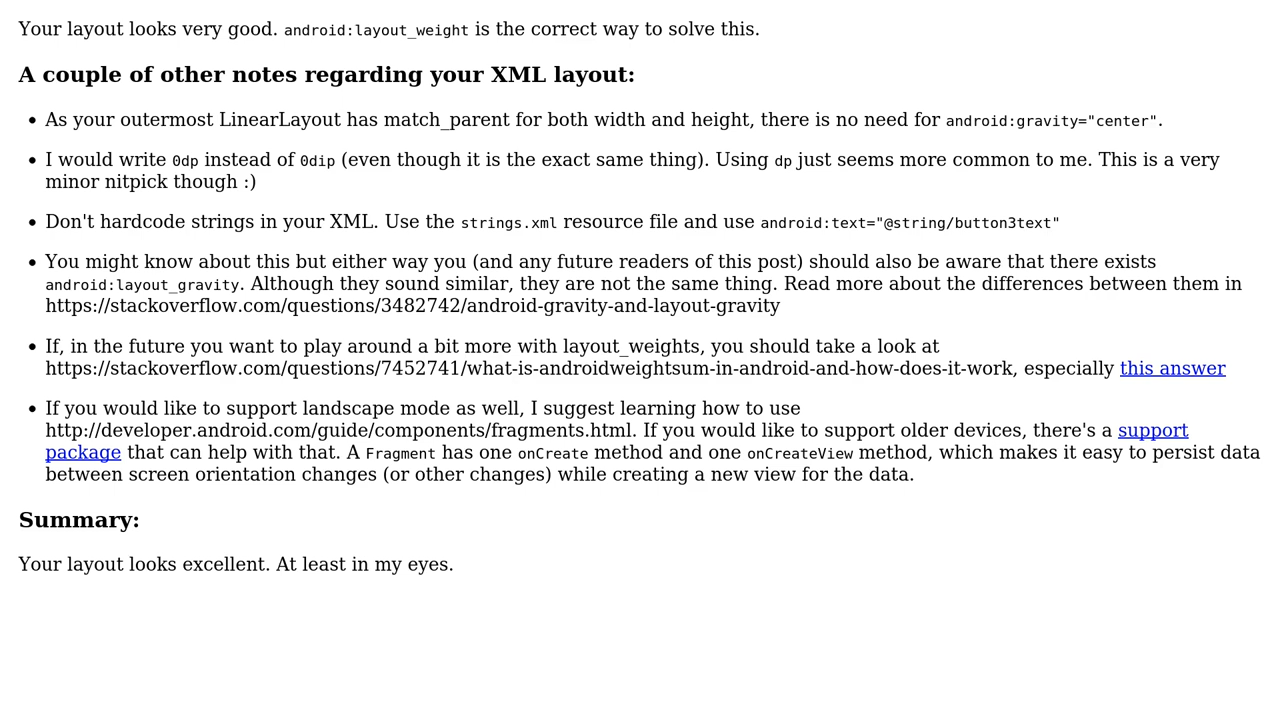 Your layout looks very good. android:layout_weight is the correct way to solve this.
A couple of other notes regarding your XML layout:
• As your outermost LinearLayout has match_parent for both width and height, there is no need for android:gravity="center".
• I would write 0dp instead of 0dip (even though it is the exact same thing). Using dp just seems more common to me. This is a very
minor nitpick though :)
• Don't hardcode strings in your XML. Use the strings.xml resource file and use android:text="@string/button3text"
• You might know about this but either way you (and any future readers of this post) should also be aware that there exists
android:layout_gravity. Although they sound similar, they are not the same thing. Read more about the differences between them in
https://stackoverflow.com/questions/3482742/android-gravity-and-layout-gravity
• If, in the future you want to play around a bit more with layout_weights, you should take a look at
https://stackoverflow.com/questions/7452741/what-is-androidweightsum-in-android-and-how-does-it-work, especially this answer
• If you would like to support landscape mode as well, I suggest learning how to use
http://developer.android.com/guide/components/fragments.html. If you would like to support older devices, there's a support
package that can help with that. A Fragment has one onCreate method and one onCreateView method, which makes it easy to persist data
between screen orientation changes (or other changes) while creating a new view for the data.
Summary:
Your layout looks excellent. At least in my eyes.